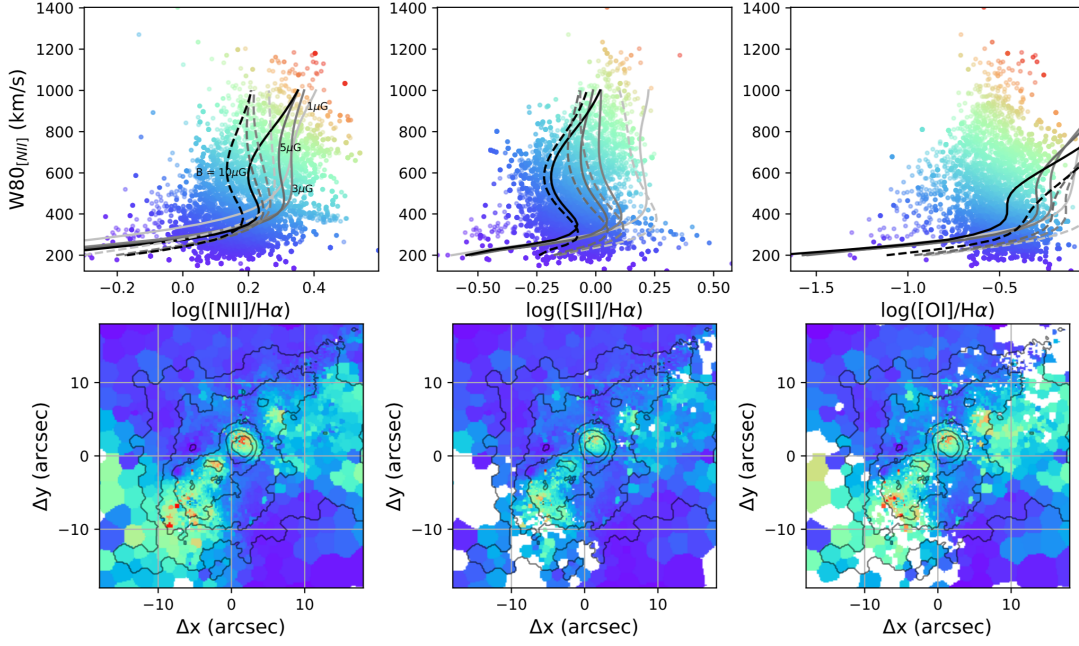 1400
1200
1000
800
600
400
200
W80[NII] (km/s)
1μG
5μG
B = 10μG
3μG
−0.2 0.0 0.2 0.4
log([NII]/Hα)
1400
1200
1000
800
600
400
200
−0.50 −0.25 0.00 0.25 0.50
log([SII]/Hα)
1400
1200
1000
800
600
400
200
−1.5 −1.0 −0.5
log([OI]/Hα)
10
0
−10
Δy (arcsec)
−10 0 10
Δx (arcsec)
10
0
−10
Δy (arcsec)
−10 0 10
Δx (arcsec)
10
0
−10
Δy (arcsec)
−10 0 10
Δx (arcsec)